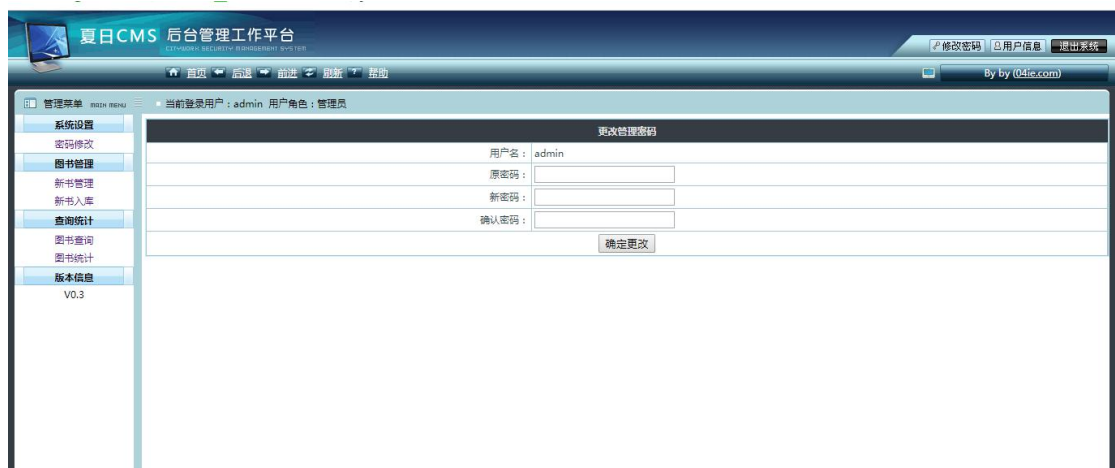 夏日CMS 后台管理工作平台
CITYWORK SECURITY MANAGEMENT SYSTEM
修改密码 用户信息 退出系统
首页 后退 前进 刷新 帮助
By by (04ie.com)
管理菜单 MAIN MENU
当前登录用户：admin 用户角色：管理员
系统设置
密码修改
图书管理
新书管理
新书入库
查询统计
图书查询
图书统计
版本信息
V0.3
更改管理密码
用户名： admin
原密码：
新密码：
确认密码：
确定更改